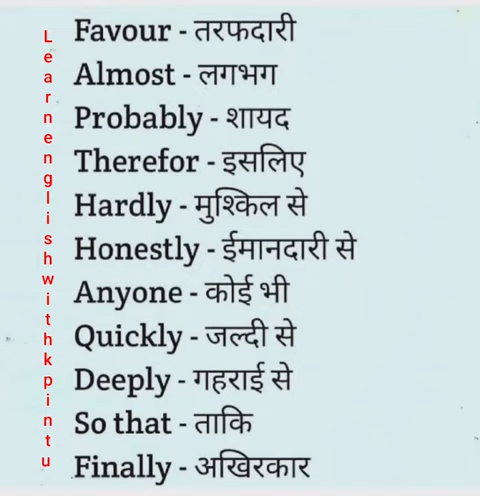 Favour - तरफदारी
Almost - लगभग
Probably - शायद
Therefor - इसलिए
Hardly - मुश्किल से
Honestly - ईमानदारी से
Anyone - कोई भी
Quickly - जल्दी से
Deeply - गहराई से
So that - ताकि
Finally - अखिरकार
Learnenglishwithkpintu